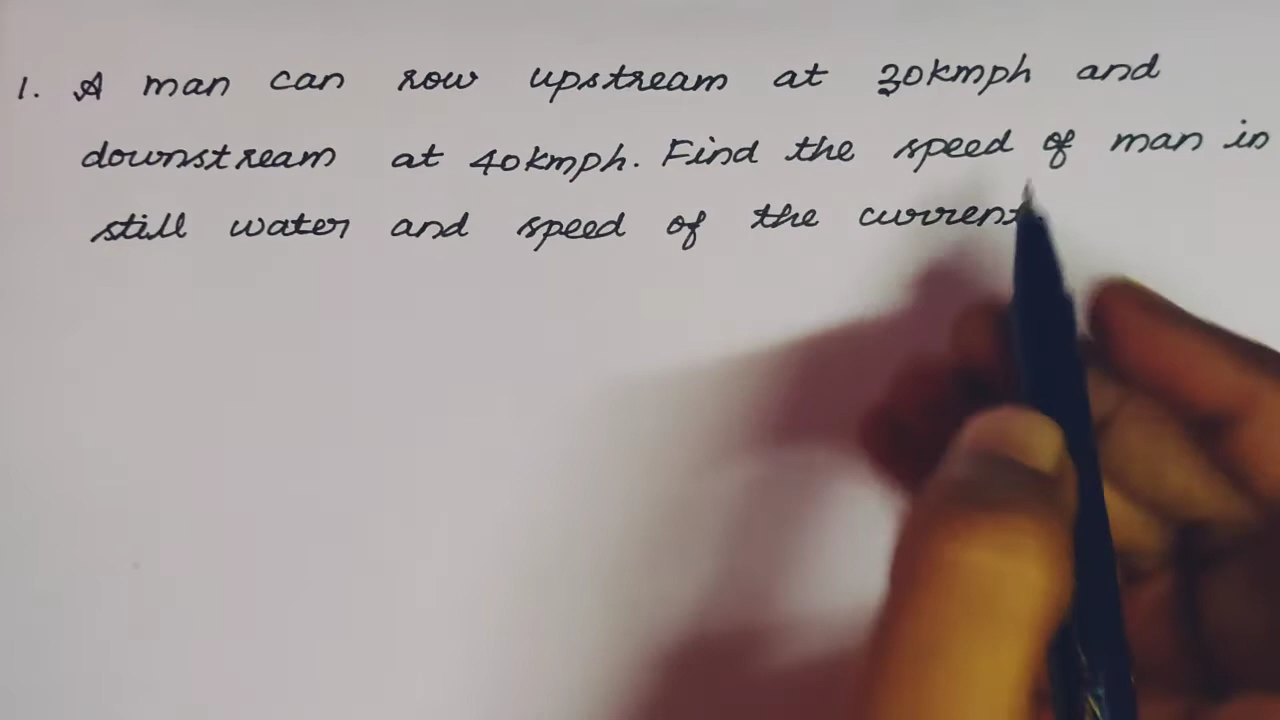 1. A man can row upstream at 30kmph and
downstream at 40kmph. Find the speed of man in
still water and speed of the current.